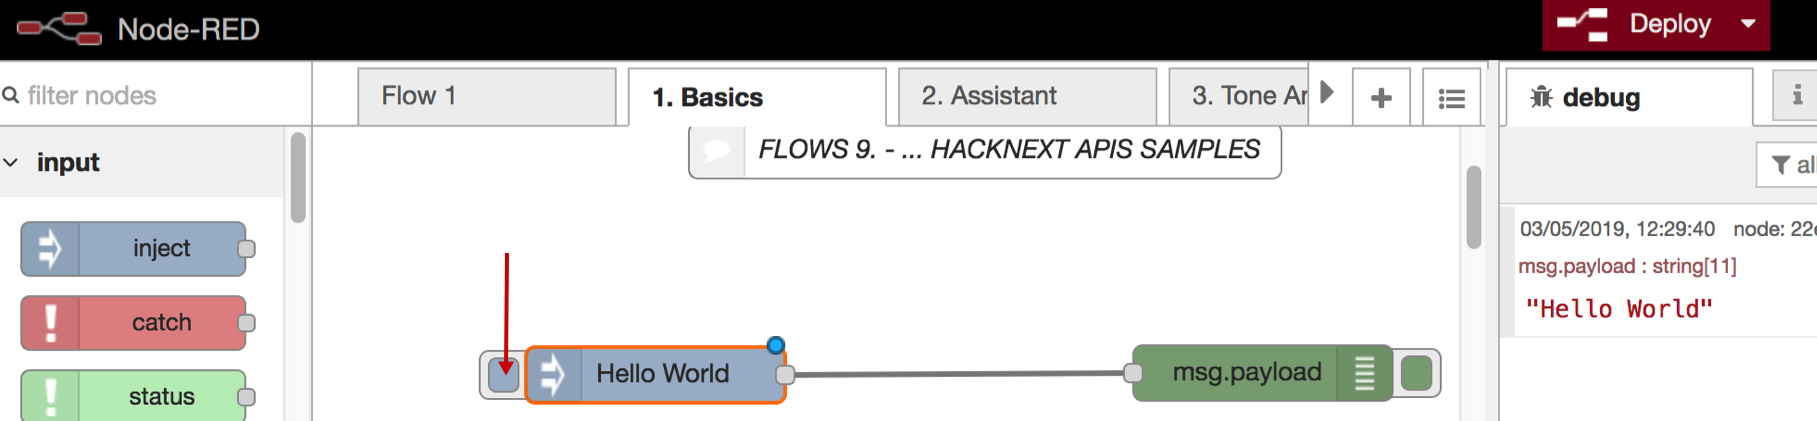 Node-RED
Deploy
filter nodes
Flow 1
1. Basics
2. Assistant
3. Tone Ar
debug
i
input
FLOWS 9. - ... HACKNEXT APIS SAMPLES
all
inject
catch
status
Hello World
msg.payload
03/05/2019, 12:29:40 node: 22e
msg.payload : string[11]
"Hello World"